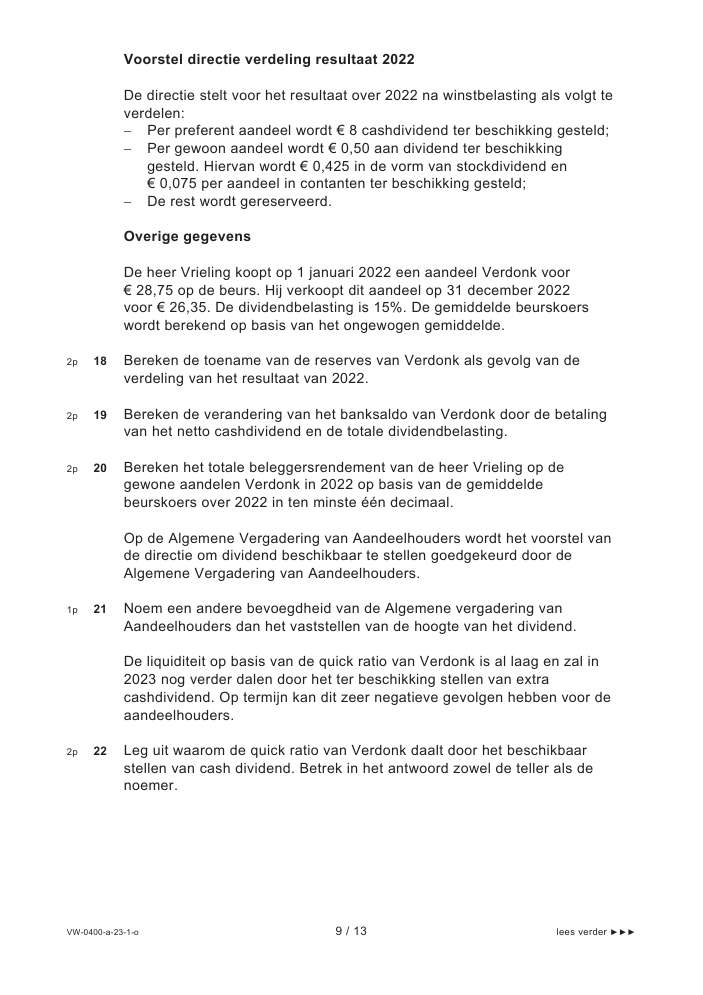 Voorstel directie verdeling resultaat 2022
De directie stelt voor het resultaat over 2022 na winstbelasting als volgt te
verdelen:
– Per preferent aandeel wordt € 8 cashdividend ter beschikking gesteld;
– Per gewoon aandeel wordt € 0,50 aan dividend ter beschikking
gesteld. Hiervan wordt € 0,425 in de vorm van stockdividend en
€ 0,075 per aandeel in contanten ter beschikking gesteld;
– De rest wordt gereserveerd.
Overige gegevens
De heer Vrieling koopt op 1 januari 2022 een aandeel Verdonk voor
€ 28,75 op de beurs. Hij verkoopt dit aandeel op 31 december 2022
voor € 26,35. De dividendbelasting is 15%. De gemiddelde beurskoers
wordt berekend op basis van het ongewogen gemiddelde.
2p 18 Bereken de toename van de reserves van Verdonk als gevolg van de
verdeling van het resultaat van 2022.
2p 19 Bereken de verandering van het banksaldo van Verdonk door de betaling
van het netto cashdividend en de totale dividendbelasting.
2p 20 Bereken het totale beleggersrendement van de heer Vrieling op de
gewone aandelen Verdonk in 2022 op basis van de gemiddelde
beurskoers over 2022 in ten minste één decimaal.
Op de Algemene Vergadering van Aandeelhouders wordt het voorstel van
de directie om dividend beschikbaar te stellen goedgekeurd door de
Algemene Vergadering van Aandeelhouders.
1p 21 Noem een andere bevoegdheid van de Algemene vergadering van
Aandeelhouders dan het vaststellen van de hoogte van het dividend.
De liquiditeit op basis van de quick ratio van Verdonk is al laag en zal in
2023 nog verder dalen door het ter beschikking stellen van extra
cashdividend. Op termijn kan dit zeer negatieve gevolgen hebben voor de
aandeelhouders.
2p 22 Leg uit waarom de quick ratio van Verdonk daalt door het beschikbaar
stellen van cash dividend. Betrek in het antwoord zowel de teller als de
noemer.
VW-0400-a-23-1-o 9 / 13 lees verder ►►►